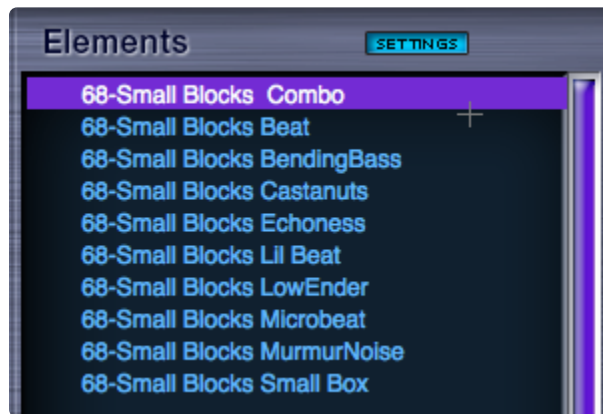 Elements
SETTINGS
68-Small Blocks  Combo
68-Small Blocks Beat
68-Small Blocks BendingBass
68-Small Blocks Castanuts
68-Small Blocks Echoness
68-Small Blocks Lil Beat
68-Small Blocks LowEnder
68-Small Blocks Microbeat
68-Small Blocks MurmurNoise
68-Small Blocks Small Box